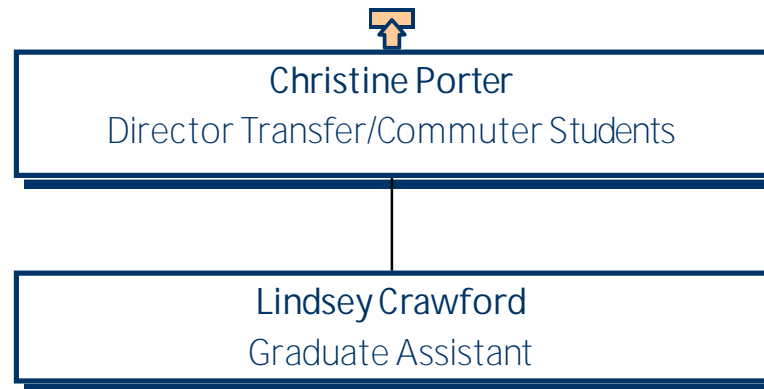 Christine Porter
Director Transfer/Commuter Students
Lindsey Crawford
Graduate Assistant